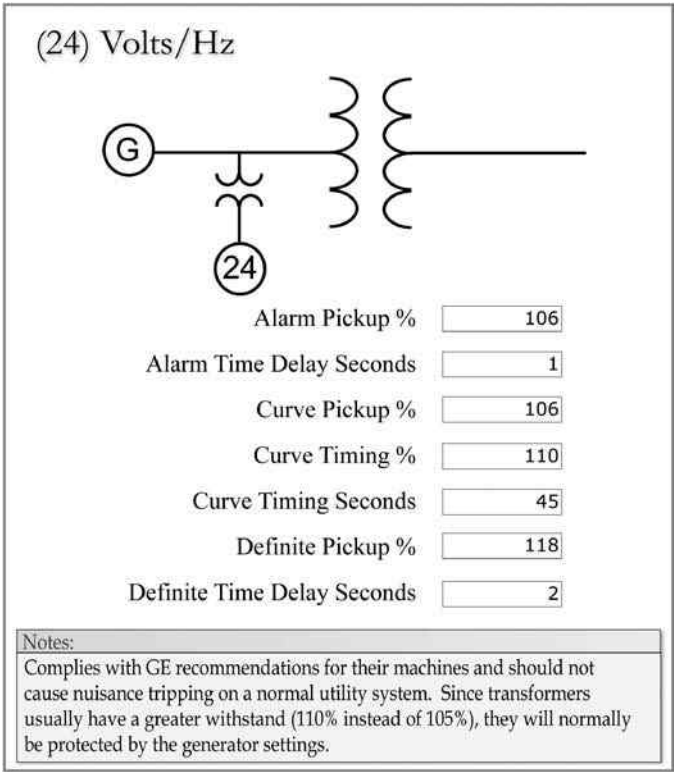 (24) Volts/Hz
G
24
Alarm Pickup % 106
Alarm Time Delay Seconds 1
Curve Pickup % 106
Curve Timing % 110
Curve Timing Seconds 45
Definite Pickup % 118
Definite Time Delay Seconds 2
Notes:
Complies with GE recommendations for their machines and should not
cause nuisance tripping on a normal utility system. Since transformers
usually have a greater withstand (110% instead of 105%), they will normally
be protected by the generator settings.